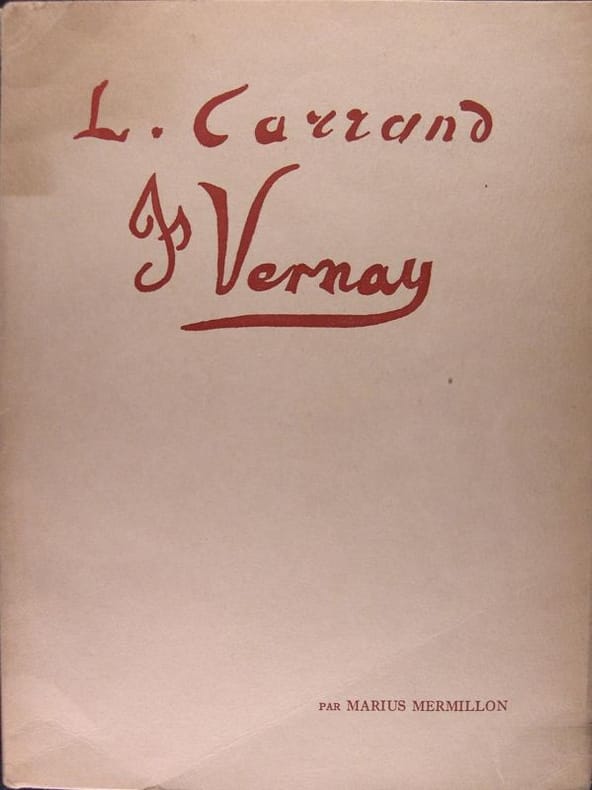 L. Carrand
Fs Vernay
PAR MARIUS MERMILLON